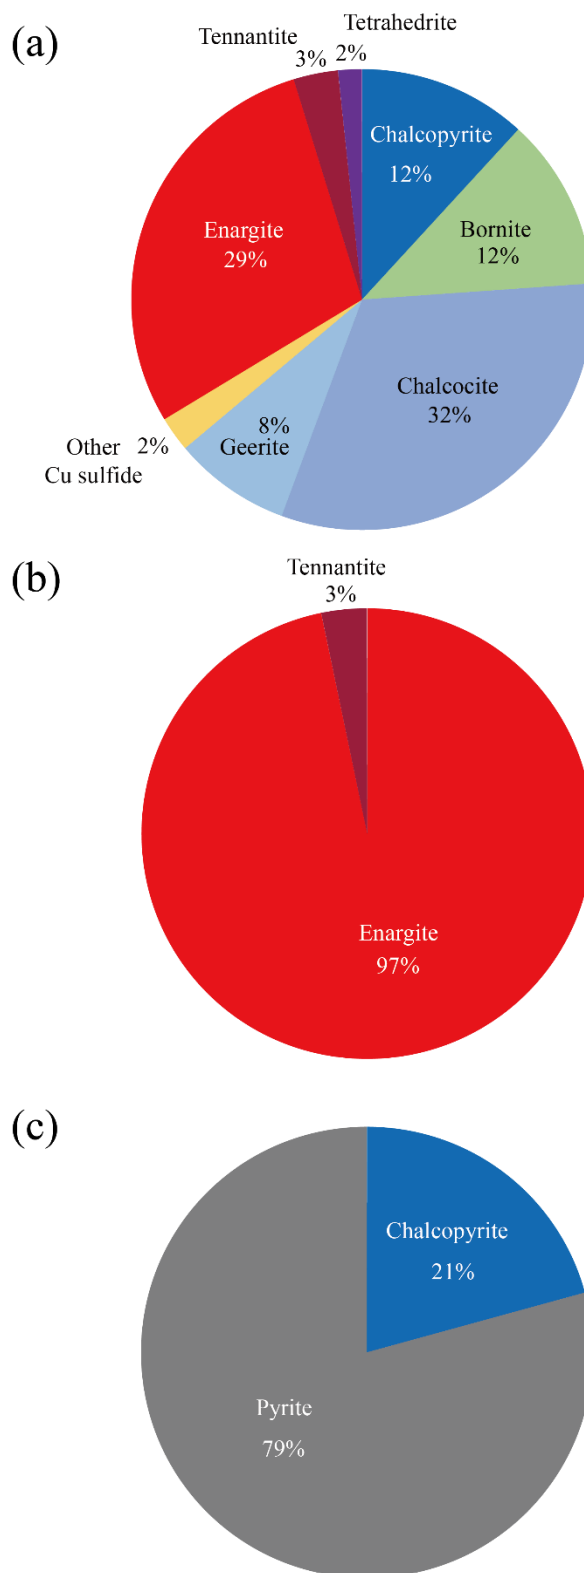 (a)
Tennantite
3%
Tetrahedrite
2%
Chalcopyrite
12%
Bornite
12%
Enargite
29%
Chalcocite
32%
8%
Geerite
Other 2%
Cu sulfide
(b)
Tennantite
3%
Enargite
97%
(c)
Chalcopyrite
21%
Pyrite
79%